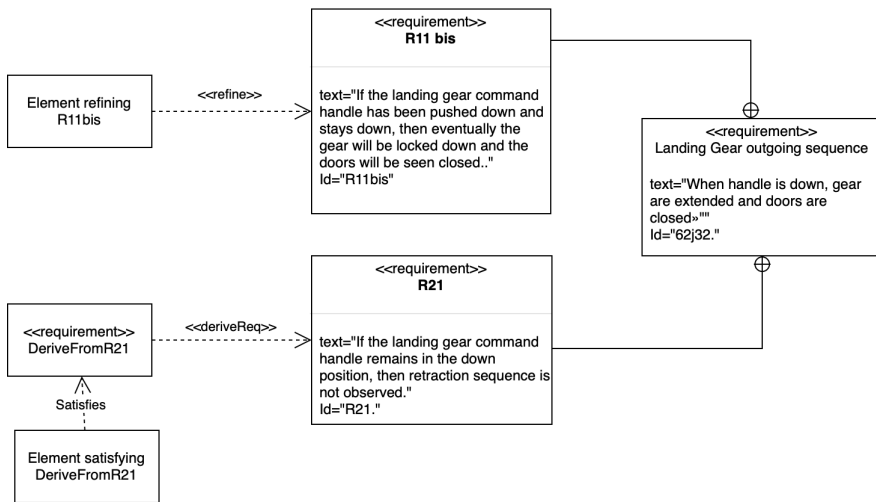 <<requirement>>
R11 bis
text="If the landing gear command
handle has been pushed down and
stays down, then eventually the
gear will be locked down and the
doors will be seen closed.."
Id="R11bis"
Element refining
R11bis
<<refine>>
<<requirement>>
Landing Gear outgoing sequence
text="When handle is down, gear
are extended and doors are
closed»""
Id="62j32."
<<requirement>>
R21
text="If the landing gear command
handle remains in the down
position, then retraction sequence is
not observed."
Id="R21."
<<requirement>>
DeriveFromR21
<<deriveReq>>
Satisfies
Element satisfying
DeriveFromR21